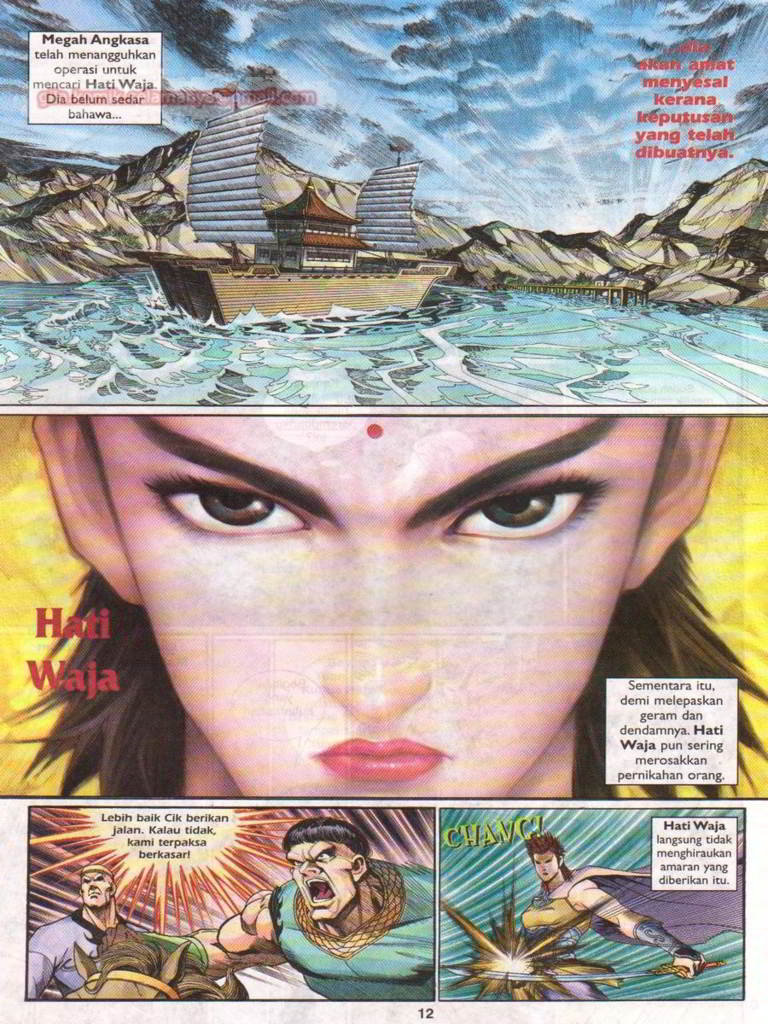 Megah Angkasa
telah menangguhkan
operasi untuk
mencari Hati Waja.
Dia belum sedar
bahawa...
...dia
akan amat
menyesal
kerana
keputusan
yang telah
dibuatnya.
Hati
Waja
Sementara itu,
demi melepaskan
geram dan
dendamnya. Hati
Waja pun sering
merosakkan
pernikahan orang.
Lebih baik Cik berikan
jalan. Kalau tidak,
kami terpaksa
berkasar!
CHANG!
Hati Waja
langsung tidak
menghiraukan
amaran yang
diberikan itu.
12